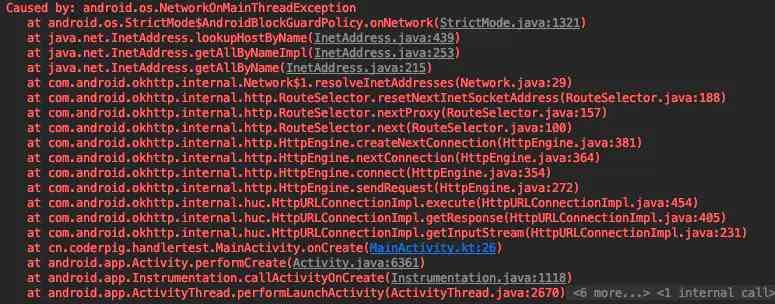 Caused by: android.os.NetworkOnMainThreadException
at android.os.StrictMode$AndroidBlockGuardPolicy.onNetwork(StrictMode.java:1321)
at java.net.InetAddress.lookupHostByName(InetAddress.java:439)
at java.net.InetAddress.getAllByNameImpl(InetAddress.java:253)
at java.net.InetAddress.getAllByName(InetAddress.java:215)
at com.android.okhttp.internal.Network$1.resolveInetAddresses(Network.java:29)
at com.android.okhttp.internal.http.RouteSelector.resetNextInetSocketAddress(RouteSelector.java:188)
at com.android.okhttp.internal.http.RouteSelector.nextProxy(RouteSelector.java:157)
at com.android.okhttp.internal.http.RouteSelector.next(RouteSelector.java:100)
at com.android.okhttp.internal.http.HttpEngine.createNextConnection(HttpEngine.java:381)
at com.android.okhttp.internal.http.HttpEngine.nextConnection(HttpEngine.java:364)
at com.android.okhttp.internal.http.HttpEngine.connect(HttpEngine.java:354)
at com.android.okhttp.internal.http.HttpEngine.sendRequest(HttpEngine.java:272)
at com.android.okhttp.internal.huc.HttpURLConnectionImpl.execute(HttpURLConnectionImpl.java:454)
at com.android.okhttp.internal.huc.HttpURLConnectionImpl.getResponse(HttpURLConnectionImpl.java:405)
at com.android.okhttp.internal.huc.HttpURLConnectionImpl.getInputStream(HttpURLConnectionImpl.java:231)
at cn.coderpig.handlertest.MainActivity.onCreate(MainActivity.kt:26)
at android.app.Activity.performCreate(Activity.java:6361)
at android.app.Instrumentation.callActivityOnCreate(Instrumentation.java:1118)
at android.app.ActivityThread.performLaunchActivity(ActivityThread.java:2670) <6 more...> <1 internal call>